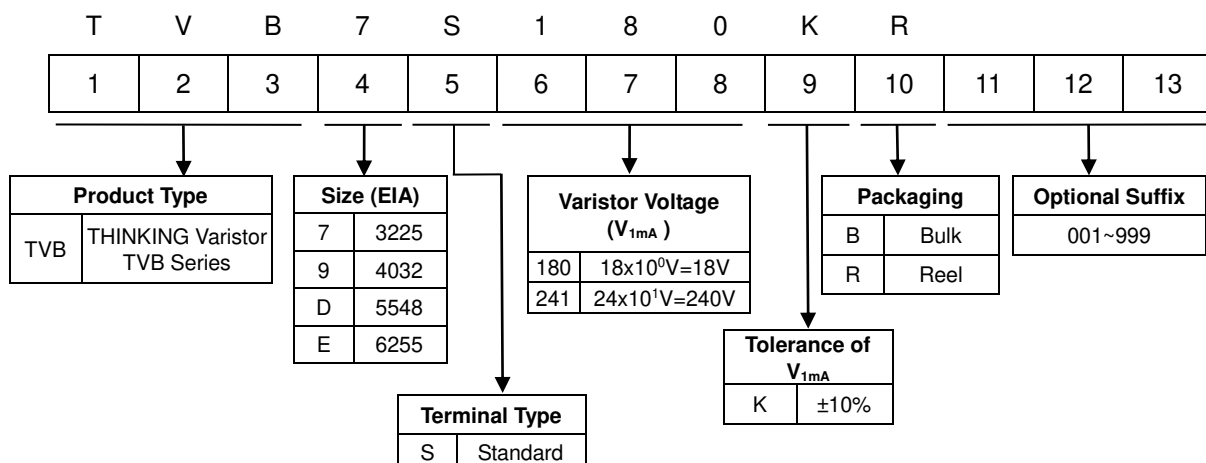 T V B 7 S 1 8 0 K R
1 2 3 4 5 6 7 8 9 10 11 12 13
Product Type
TVB THINKING Varistor
TVB Series
Size (EIA)
7 3225
9 4032
D 5548
E 6255
Terminal Type
S Standard
Varistor Voltage
(V1mA )
180 18x10⁰V=18V
241 24x10¹V=240V
Tolerance of
V1mA
K ±10%
Packaging
B Bulk
R Reel
Optional Suffix
001~999